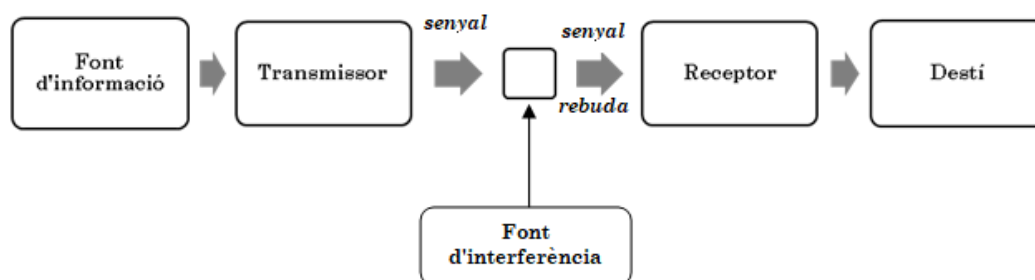 Font
d'informació
Transmissor
senyal
senyal
rebuda
Receptor
Destí
Font
d'interferència